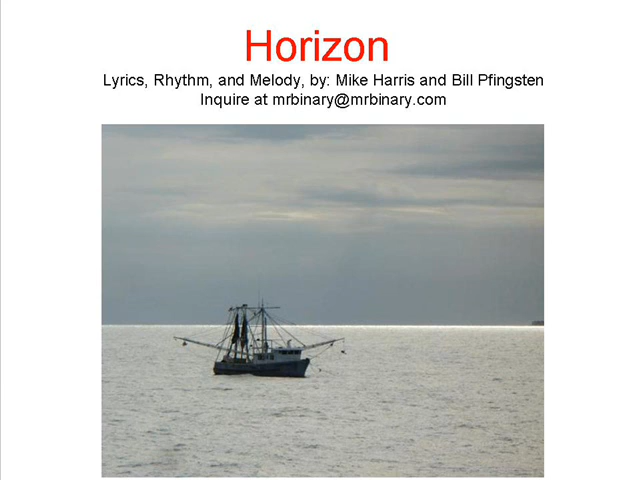 Horizon
Lyrics, Rhythm, and Melody, by: Mike Harris and Bill Pfingsten
Inquire at mrbinary@mrbinary.com